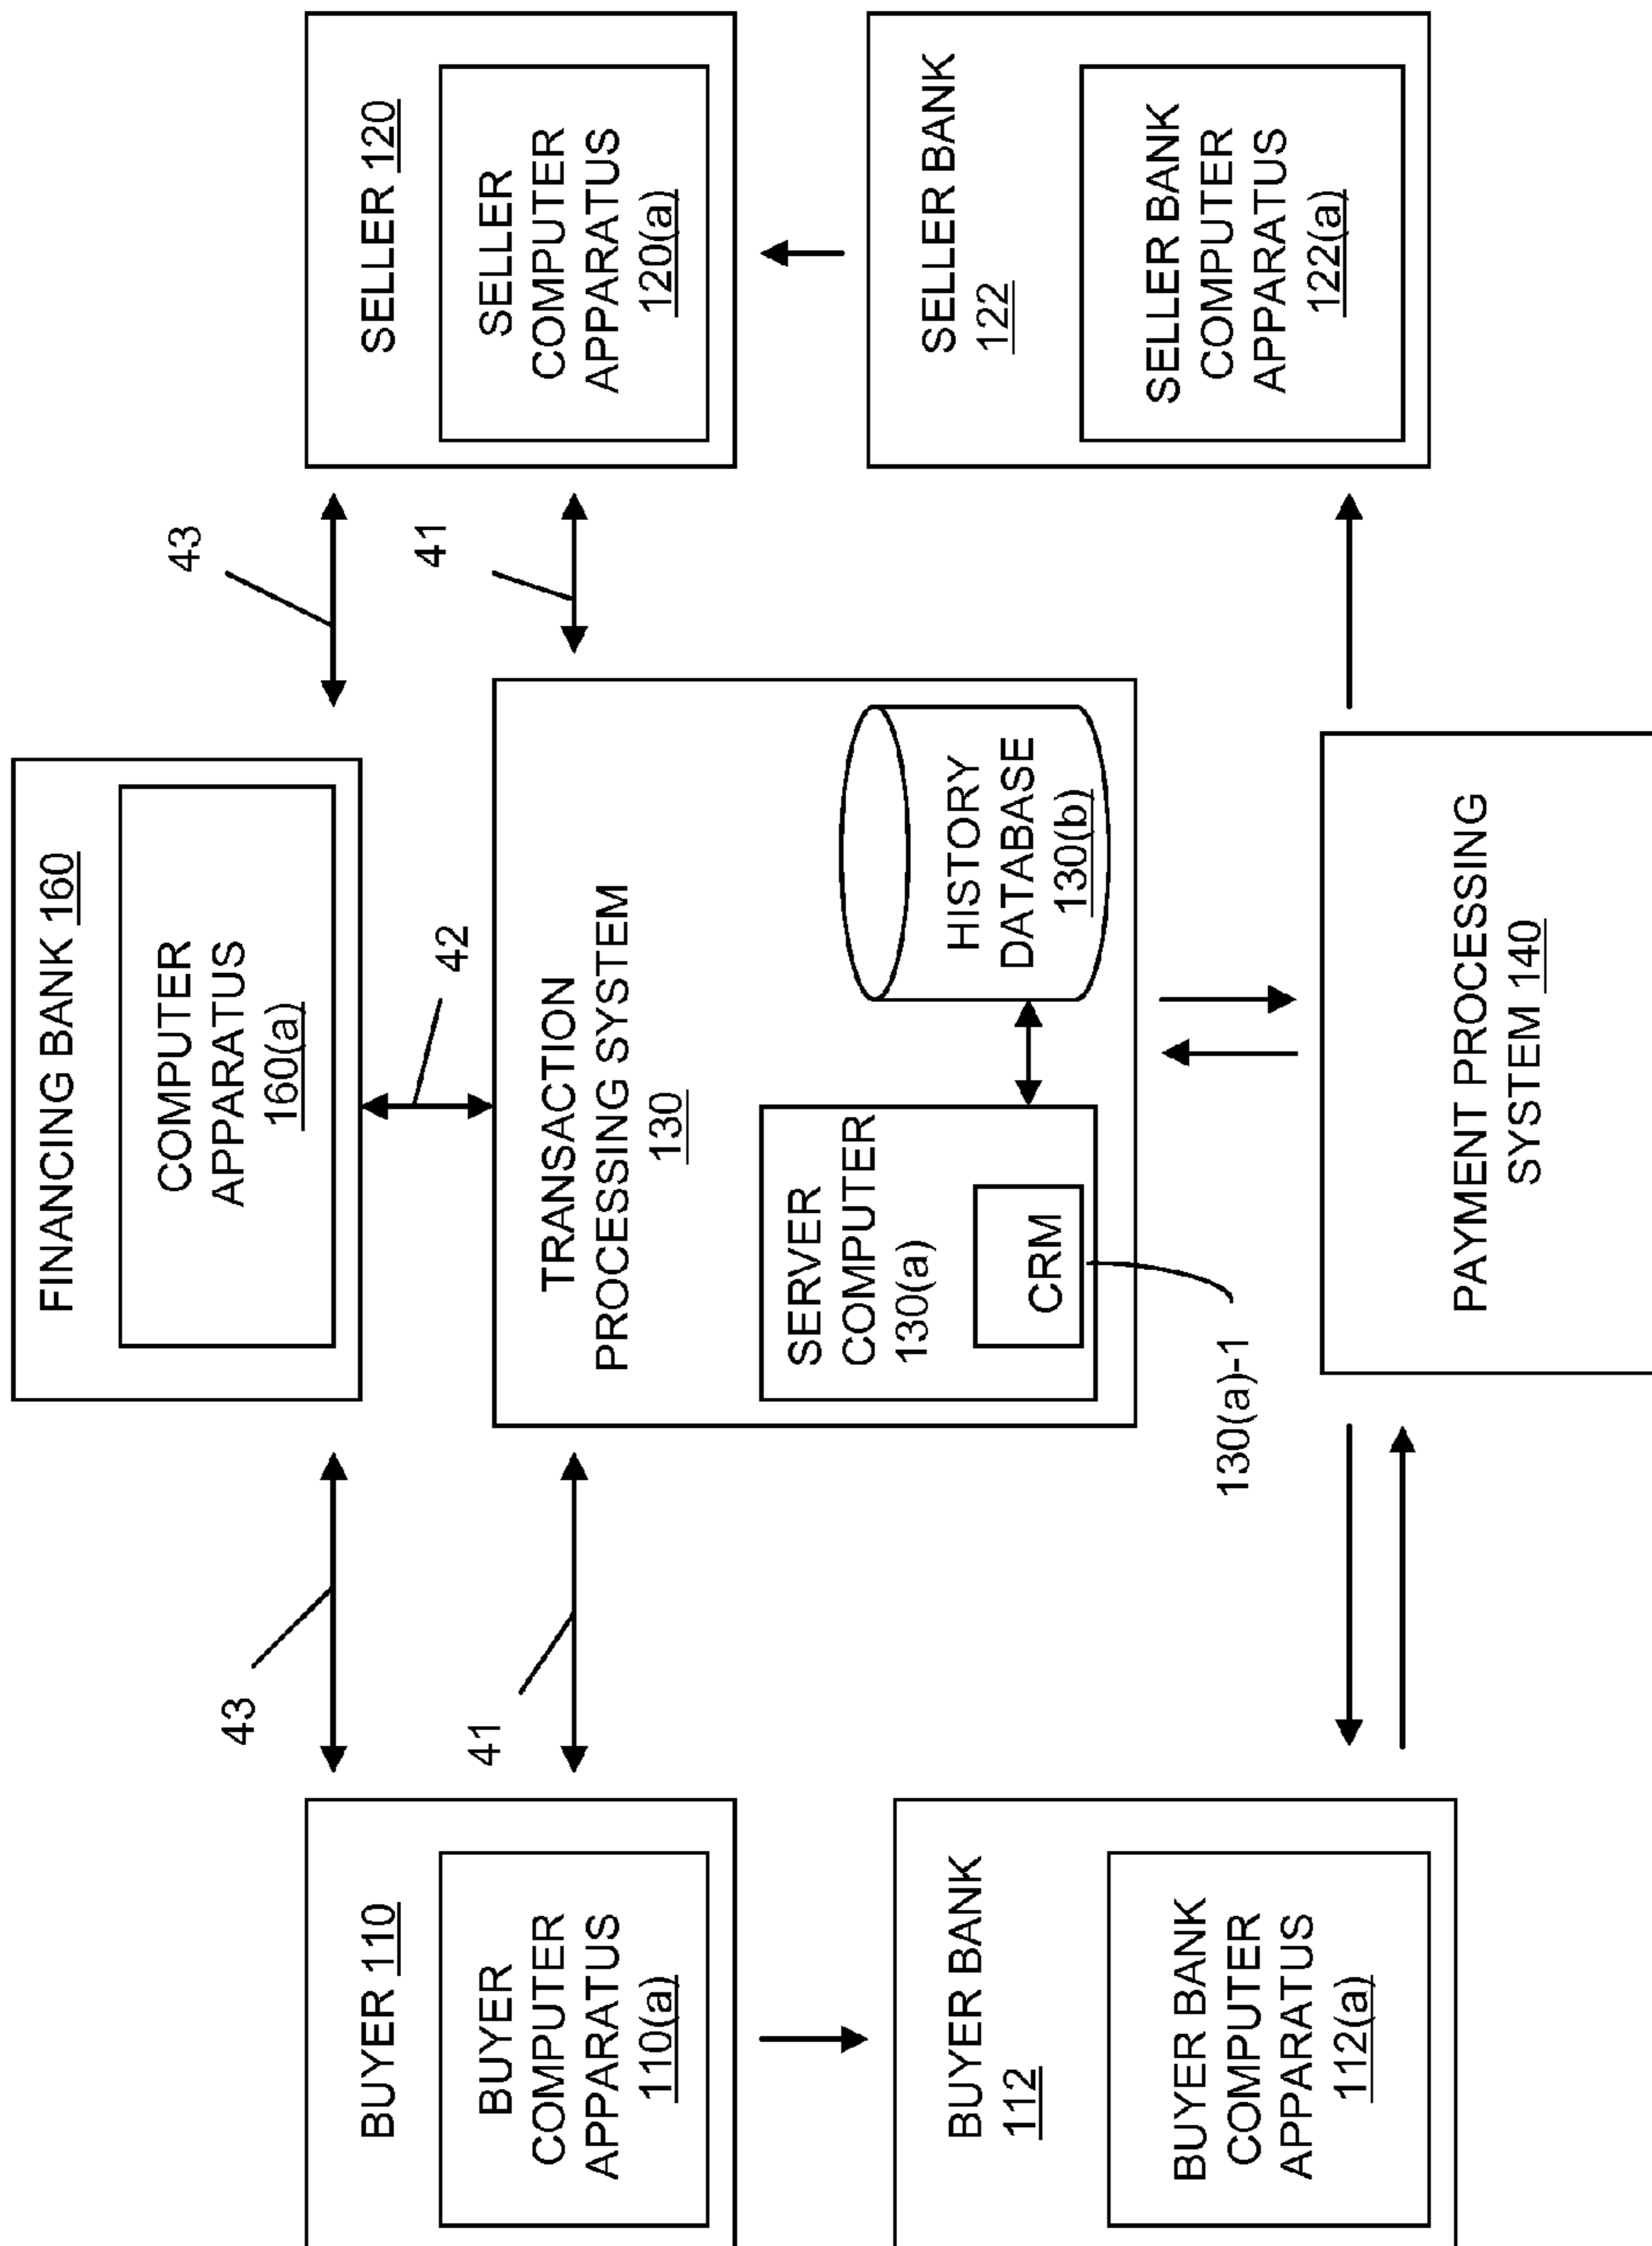 FINANCING BANK 160
COMPUTER
APPARATUS
160(a)
43
43
42
41
41
BUYER 110
BUYER
COMPUTER
APPARATUS
110(a)
TRANSACTION
PROCESSING SYSTEM
130
SERVER
COMPUTER
130(a)
CRM
130(a)-1
HISTORY
DATABASE
130(b)
SELLER 120
SELLER
COMPUTER
APPARATUS
120(a)
BUYER BANK
112
BUYER BANK
COMPUTER
APPARATUS
112(a)
PAYMENT PROCESSING
SYSTEM 140
SELLER BANK
122
SELLER BANK
COMPUTER
APPARATUS
122(a)